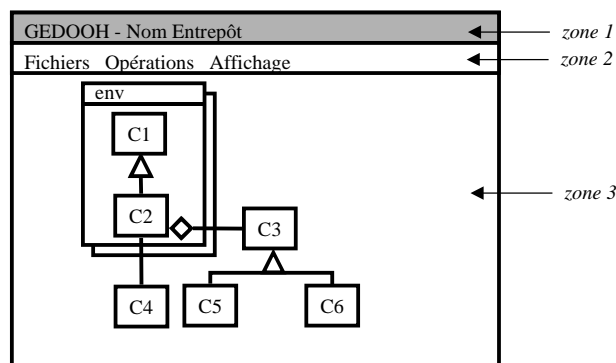 GEDOOH - Nom Entrepôt
zone 1
Fichiers Opérations Affichage
zone 2
env
C1
zone 3
C2
C3
C4
C5
C6